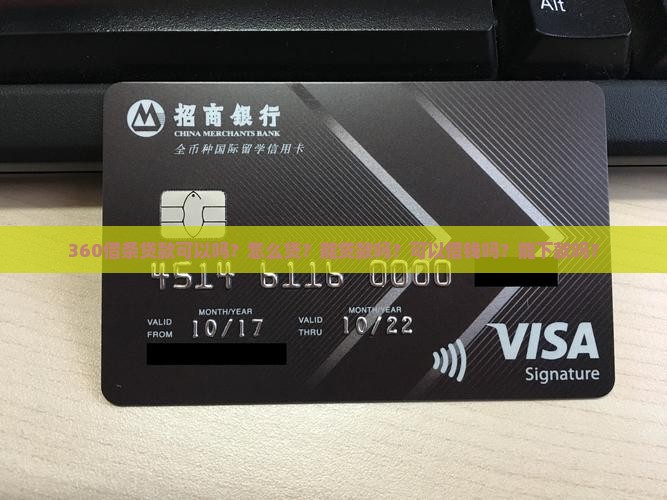 Alt
招商銀行
CHINA MERCHANTS BANK
全币种国际留学信用卡
360借条贷款可以吗？怎么贷？能贷款吗？可以借钱吗？能下款吗？
4514 6116 0000
MONTH/YEAR MONTH/YEAR
VALID FROM 10/17 VALID THRU 10/22
VISA
Signature